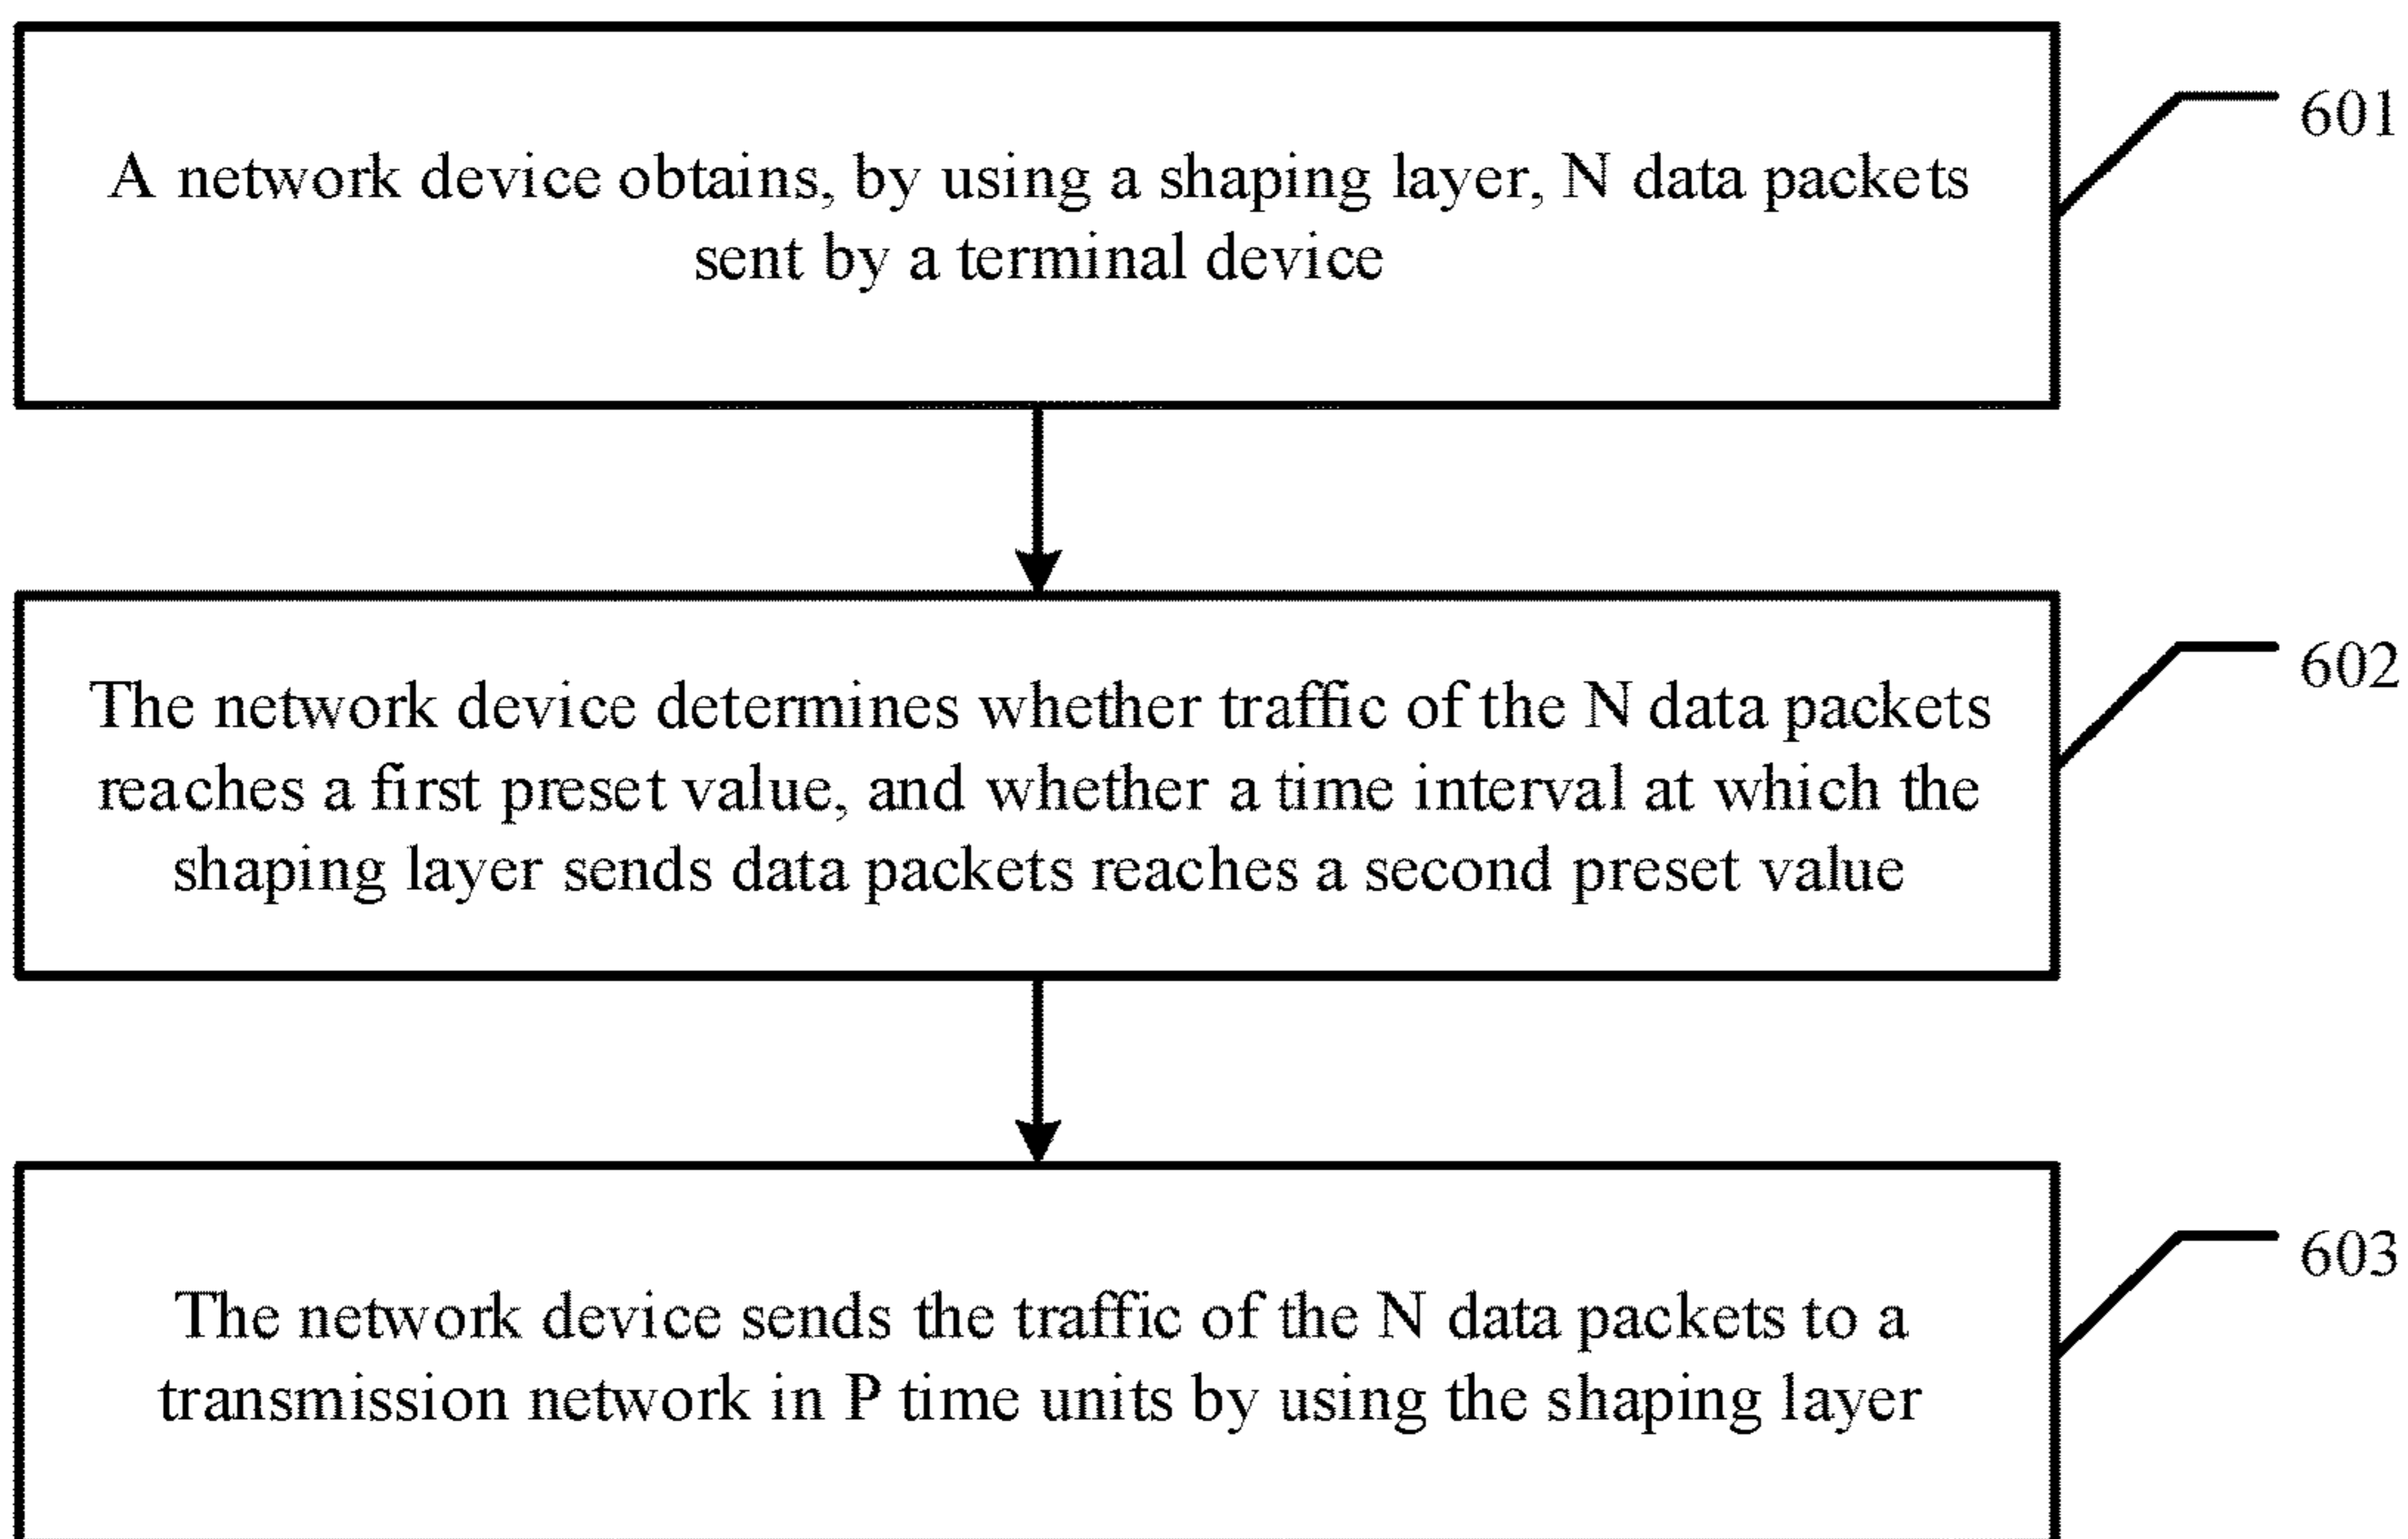 A network device obtains, by using a shaping layer, N data packets
sent by a terminal device
601
The network device determines whether traffic of the N data packets
reaches a first preset value, and whether a time interval at which the
shaping layer sends data packets reaches a second preset value
602
The network device sends the traffic of the N data packets to a
transmission network in P time units by using the shaping layer
603